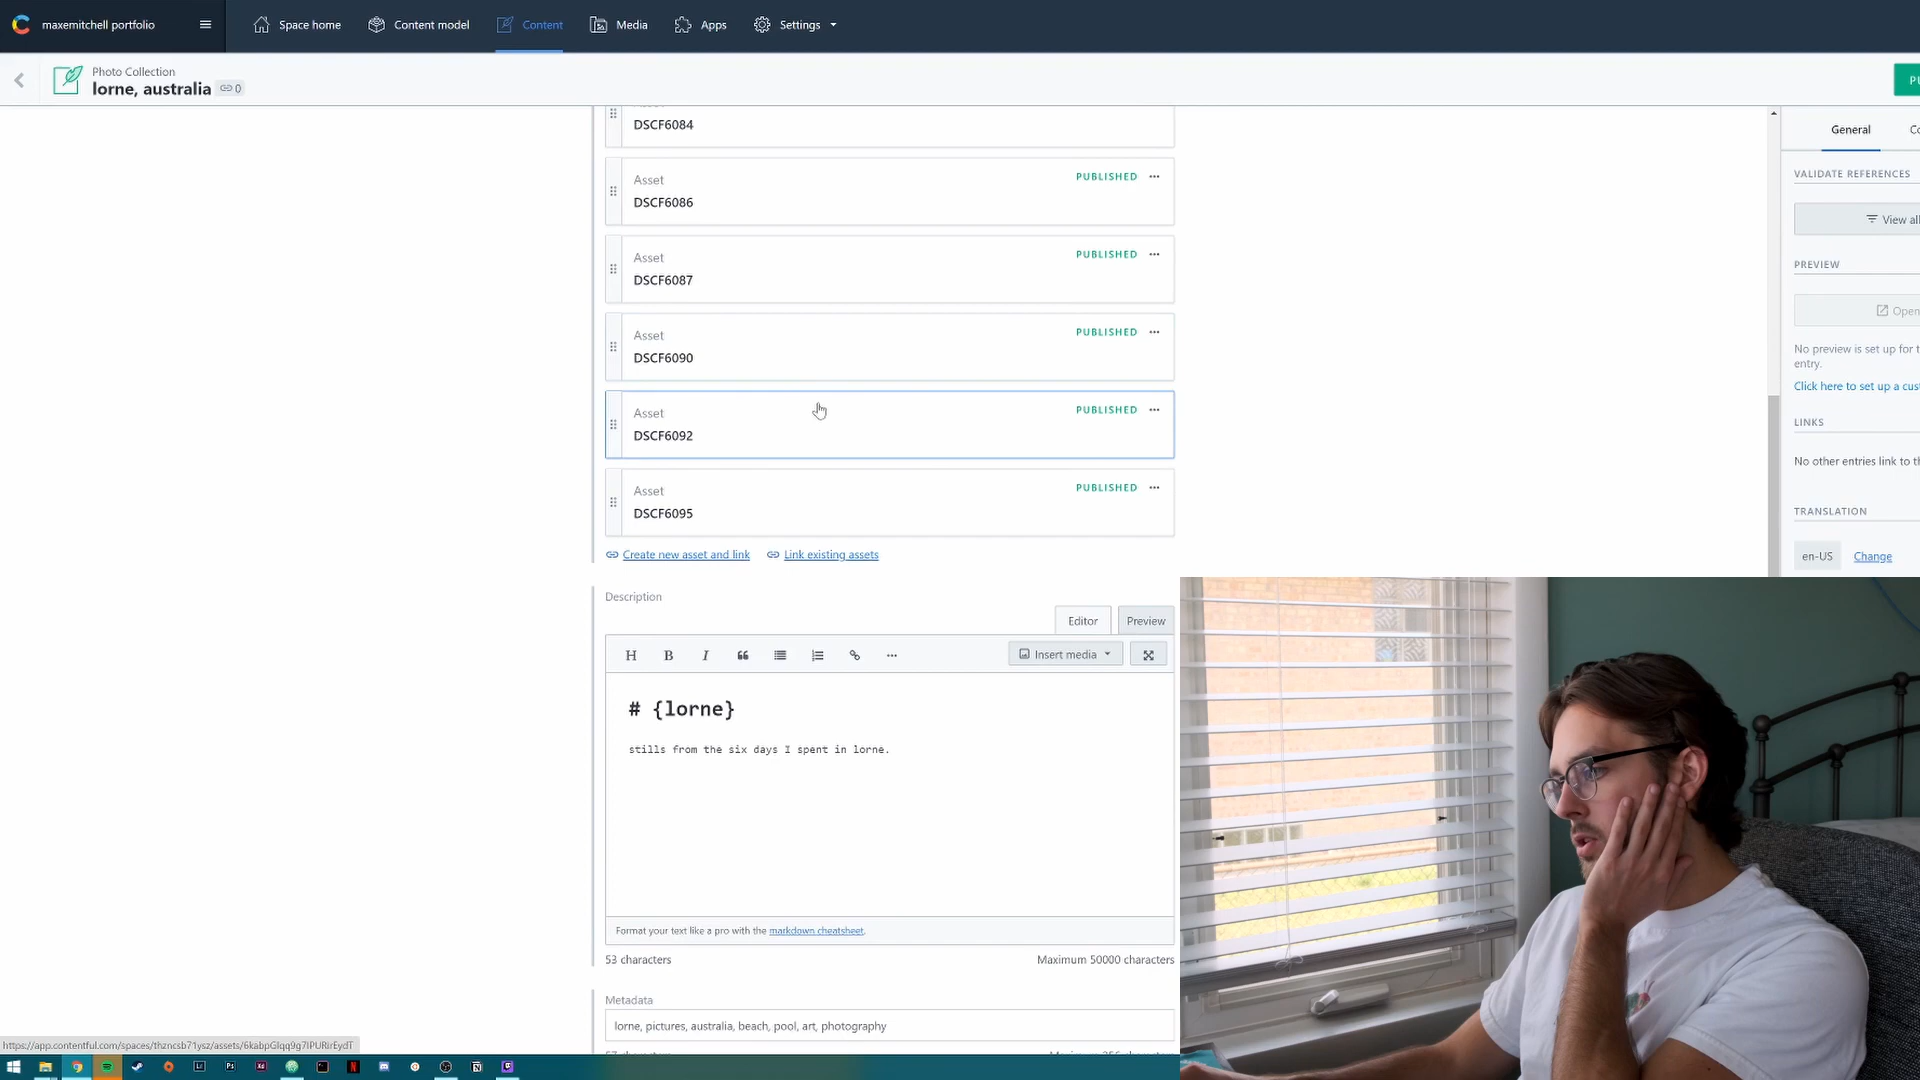 maxemitchell portfolio
Space home
Content model
Content
Media
Apps
Settings
Photo Collection
lorne, australia
0
DSCF6084
Asset
DSCF6086
PUBLISHED
Asset
DSCF6087
PUBLISHED
Asset
DSCF6090
PUBLISHED
Asset
DSCF6092
PUBLISHED
Asset
DSCF6095
PUBLISHED
Create new asset and link
Link existing assets
Description
Editor
Preview
H B I
Insert media
# {lorne}
stills from the six days I spent in lorne.
Format your text like a pro with the markdown cheatsheet.
53 characters
Maximum 50000 characters
Metadata
lorne, pictures, australia, beach, pool, art, photography
General
VALIDATE REFERENCES
View all
PREVIEW
Open
No preview is set up for t
entry.
Click here to set up a cus
LINKS
No other entries link to th
TRANSLATION
en-US
Change